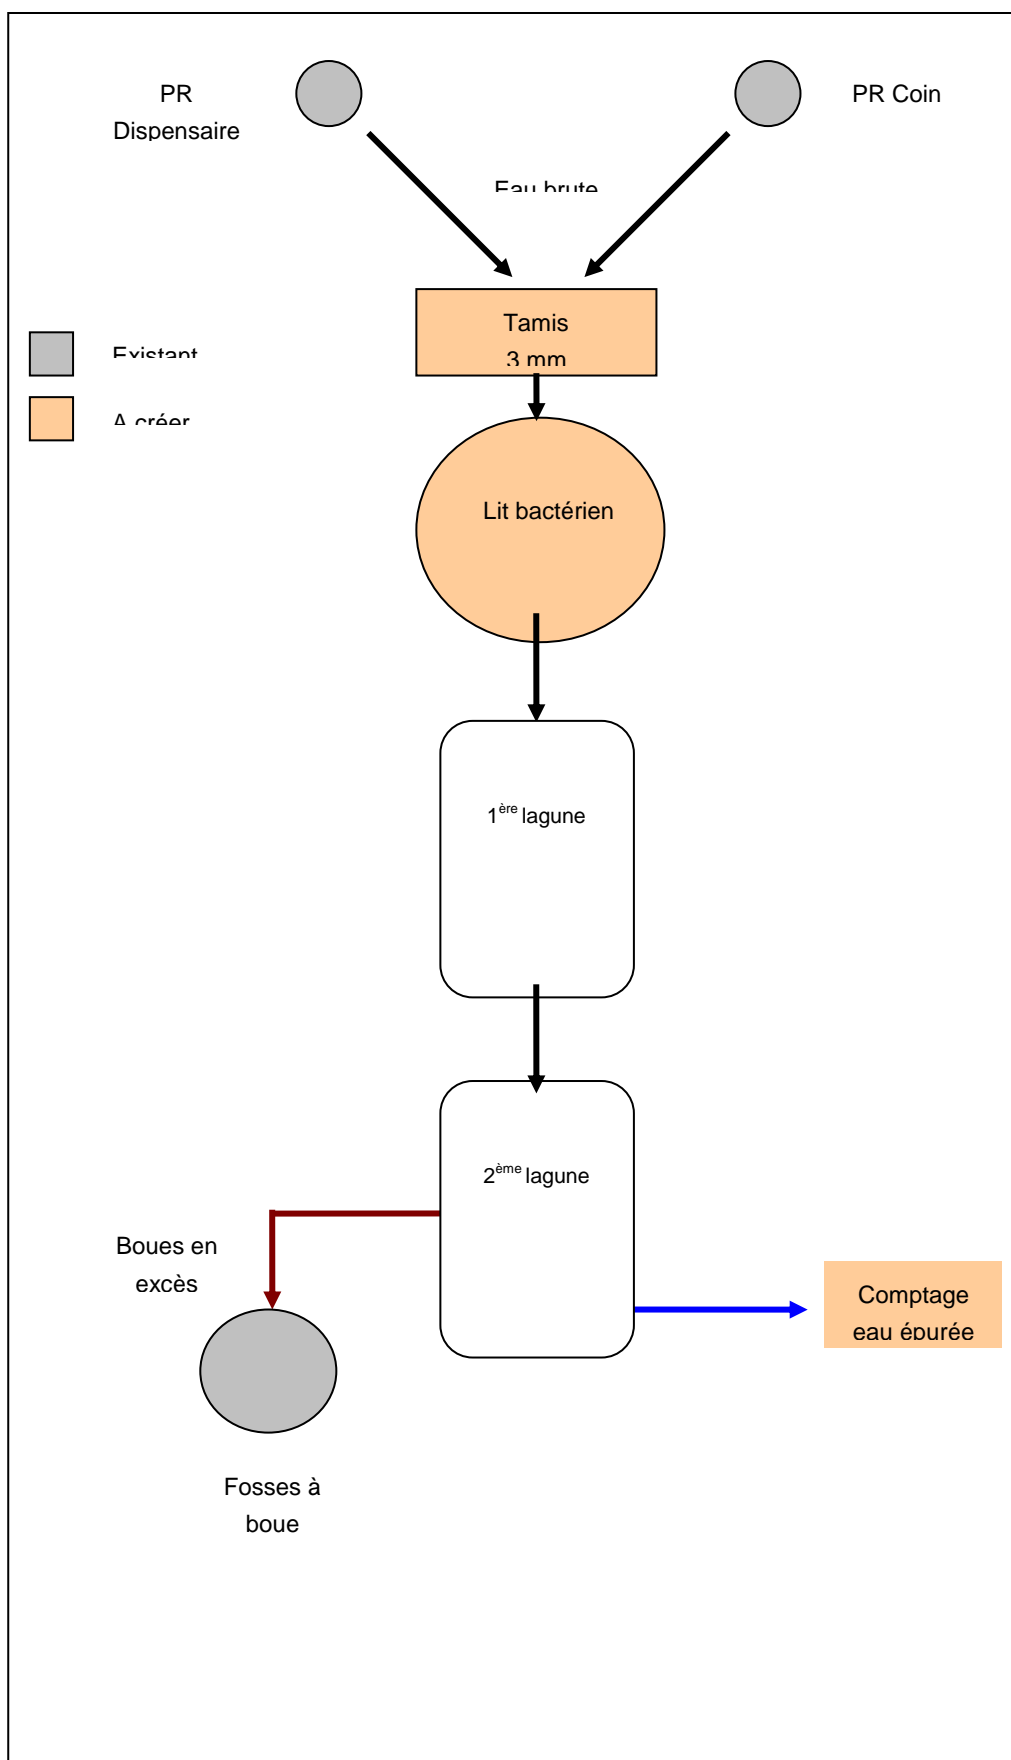 PR
Dispensaire
PR Coin
Eau brute
Tamis
3 mm
Existant
A créer
Lit bactérien
1ère lagune
2ème lagune
Boues en
excès
Comptage
eau épurée
Fosses à
boue